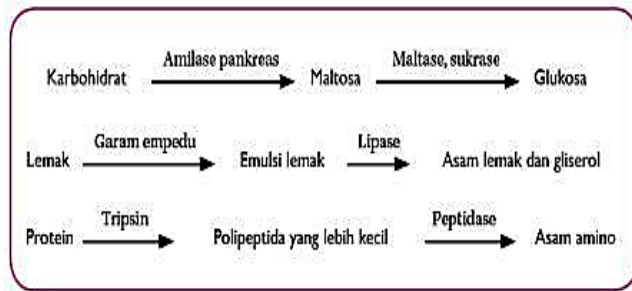 Amilase pankreas Maltase, sukrase
Karbohidrat Maltosa Glukosa
Garam empedu Lipase
Lemak Emulsi lemak Asam lemak dan gliserol
Tripsin Peptidase
Protein Polipeptida yang lebih kecil Asam amino